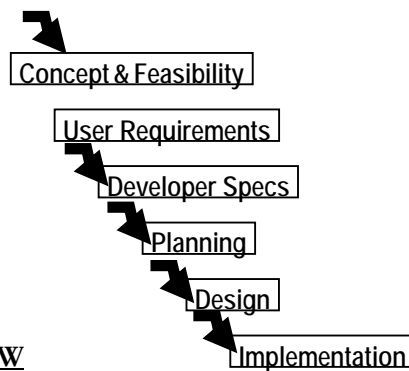 Concept & Feasibility
User Requirements
Developer Specs
Planning
Design
W
Implementation